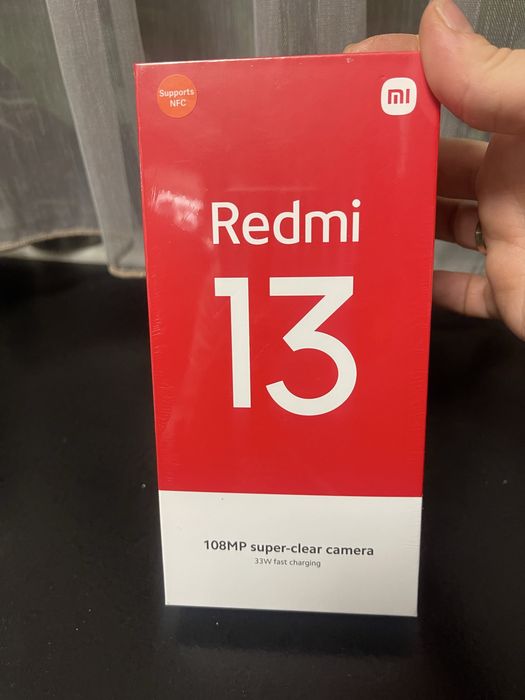 Supports
NFC
mi
Redmi
13
108MP super-clear camera
33W fast charging